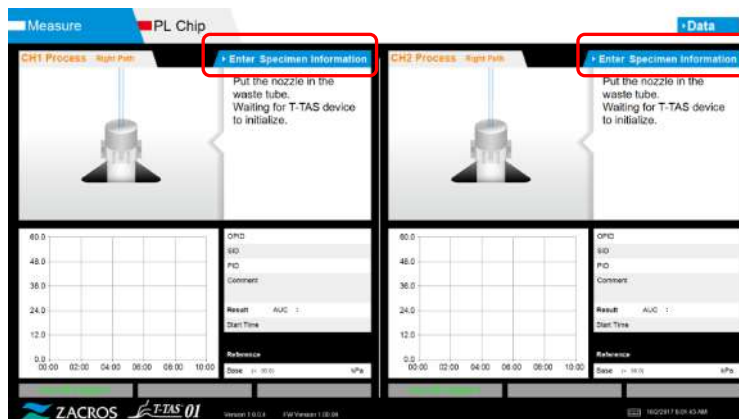 Measure
PL Chip
Data
CH1 Process Right Path
Enter Specimen Information
Put the nozzle in the
waste tube.
Waiting for T-TAS device
to initialize.
60.0
48.0
36.0
24.0
12.0
0.0
00:00 02:00 04:00 06:00 08:00 10:00
OPID
SID
PID
Comment
Result AUC :
Start Time
Reference
Base kPa
CH2 Process Right Path
Enter Specimen Information
Put the nozzle in the
waste tube.
Waiting for T-TAS device
to initialize.
60.0
48.0
36.0
24.0
12.0
0.0
00:00 02:00 04:00 06:00 08:00 10:00
OPID
SID
PID
Comment
Result AUC :
Start Time
Reference
Base kPa
ZACROS T-TAS 01